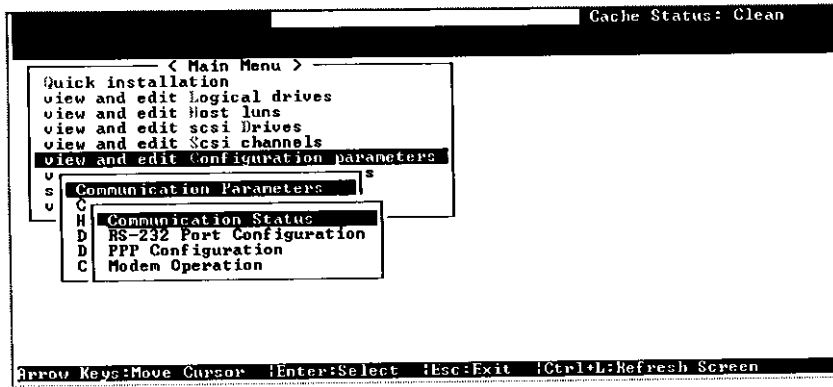 Cache Status: Clean
< Main Menu >
Quick installation
view and edit Logical drives
view and edit Host luns
view and edit scsi Drives
view and edit Scsi channels
view and edit Configuration parameters
v s
s Communication Parameters
v C
H Communication Status
D RS-232 Port Configuration
D PPP Configuration
C Modem Operation
Arrow Keys:Move Cursor |Enter:Select |Esc:Exit |Ctrl+L:Refresh Screen